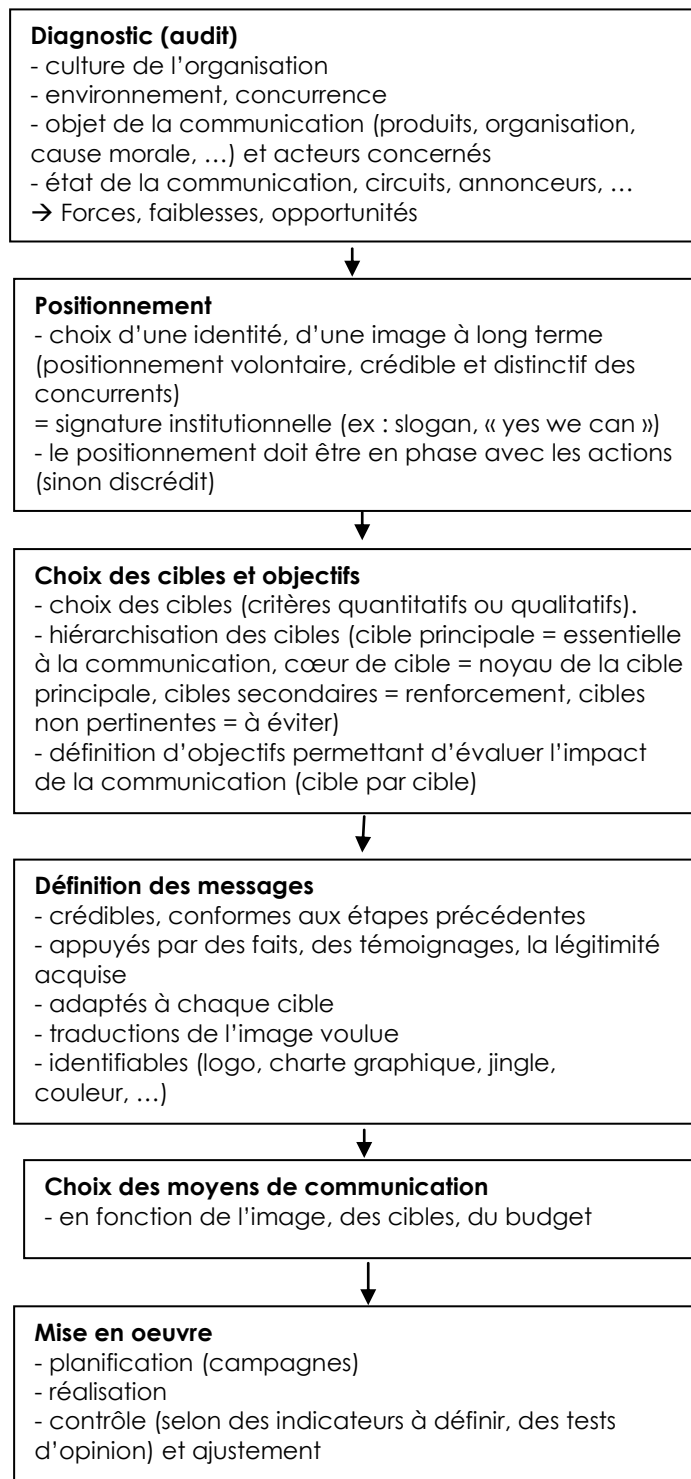 Diagnostic (audit)
- culture de l’organisation
- environnement, concurrence
- objet de la communication (produits, organisation,
cause morale, …) et acteurs concernés
- état de la communication, circuits, annonceurs, …
→ Forces, faiblesses, opportunités
Positionnement
- choix d’une identité, d’une image à long terme
(positionnement volontaire, crédible et distinctif des
concurrents)
= signature institutionnelle (ex : slogan, « yes we can »)
- le positionnement doit être en phase avec les actions
(sinon discrédit)
Choix des cibles et objectifs
- choix des cibles (critères quantitatifs ou qualitatifs).
- hiérarchisation des cibles (cible principale = essentielle
à la communication, cœur de cible = noyau de la cible
principale, cibles secondaires = renforcement, cibles
non pertinentes = à éviter)
- définition d’objectifs permettant d’évaluer l’impact
de la communication (cible par cible)
Définition des messages
- crédibles, conformes aux étapes précédentes
- appuyés par des faits, des témoignages, la légitimité
acquise
- adaptés à chaque cible
- traductions de l’image voulue
- identifiables (logo, charte graphique, jingle,
couleur, …)
Choix des moyens de communication
- en fonction de l’image, des cibles, du budget
Mise en oeuvre
- planification (campagnes)
- réalisation
- contrôle (selon des indicateurs à définir, des tests
d’opinion) et ajustement